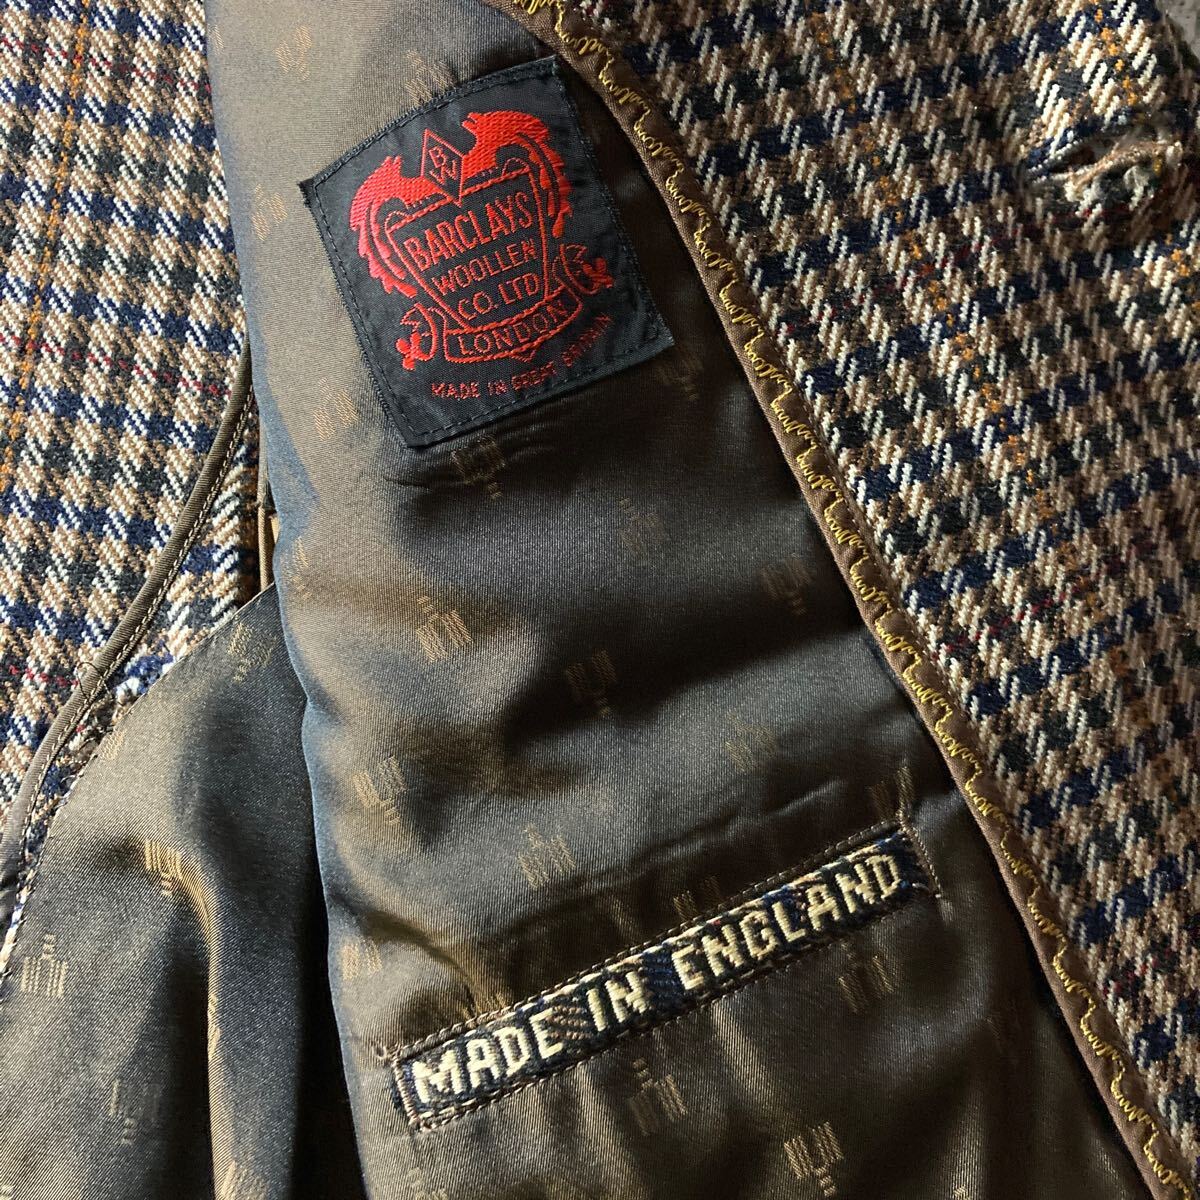 BW
BARCLAYS
WOOLLEN
CO. LTD
LONDON
MADE IN GREAT BRITAIN
MADE IN ENGLAND